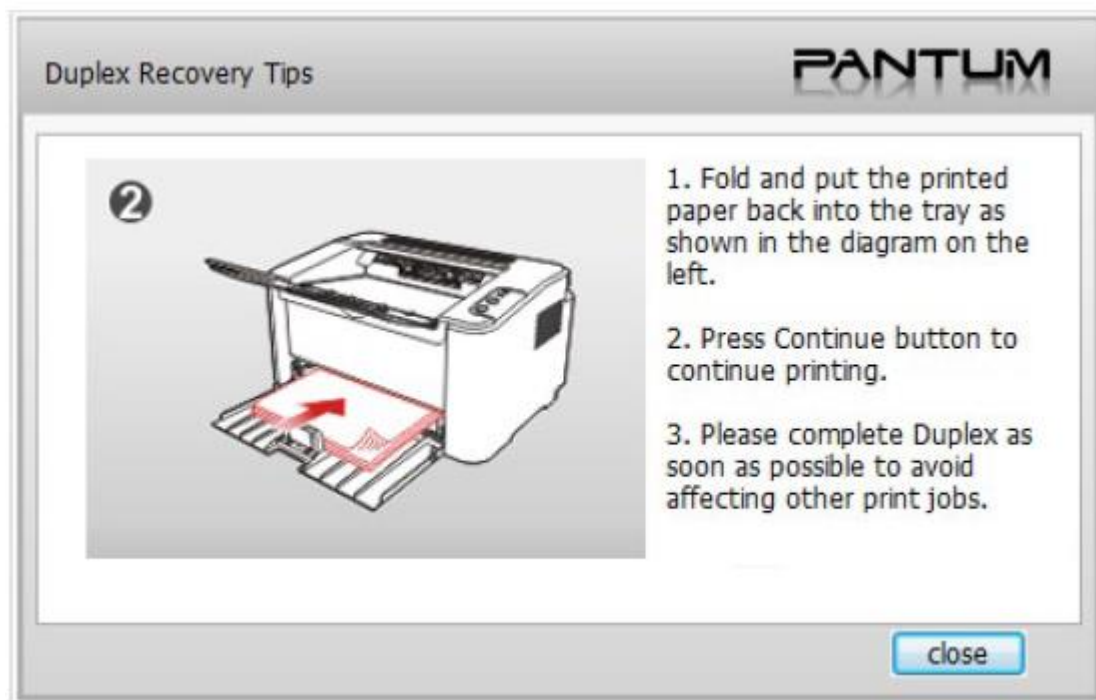 Duplex Recovery Tips
PANTUM
2
1. Fold and put the printed
paper back into the tray as
shown in the diagram on the
left.
2. Press Continue button to
continue printing.
3. Please complete Duplex as
soon as possible to avoid
affecting other print jobs.
close